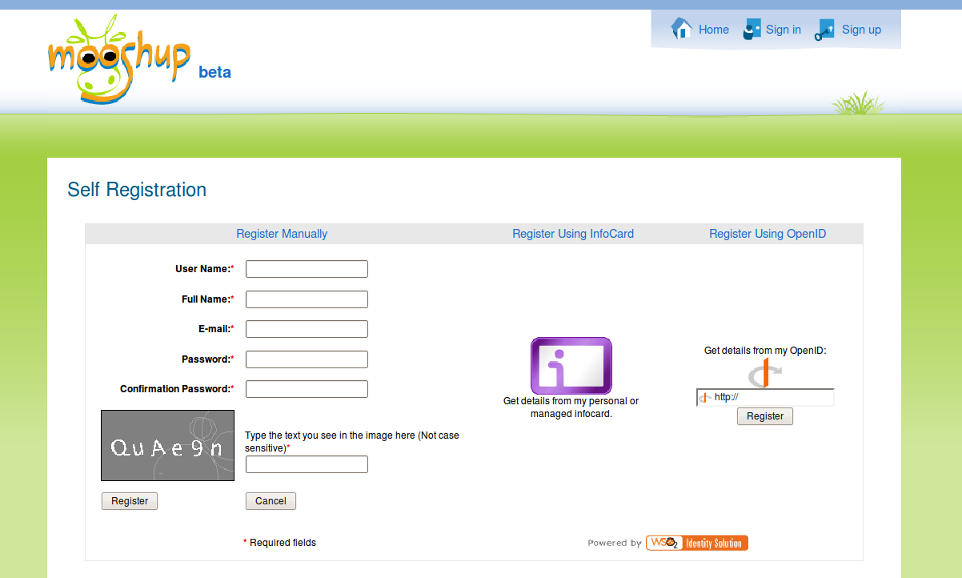 mooshup beta
Home Sign in Sign up
Self Registration
Register Manually Register Using InfoCard Register Using OpenID
User Name:*
Full Name:*
E-mail:*
Password:*
Confirmation Password:*
QuAe9n
Type the text you see in the image here (Not case
sensitive)*
Register Cancel
* Required fields
Get details from my personal or
managed infocard.
Get details from my OpenID:
http://
Register
Powered by WSO2 Identity Solution